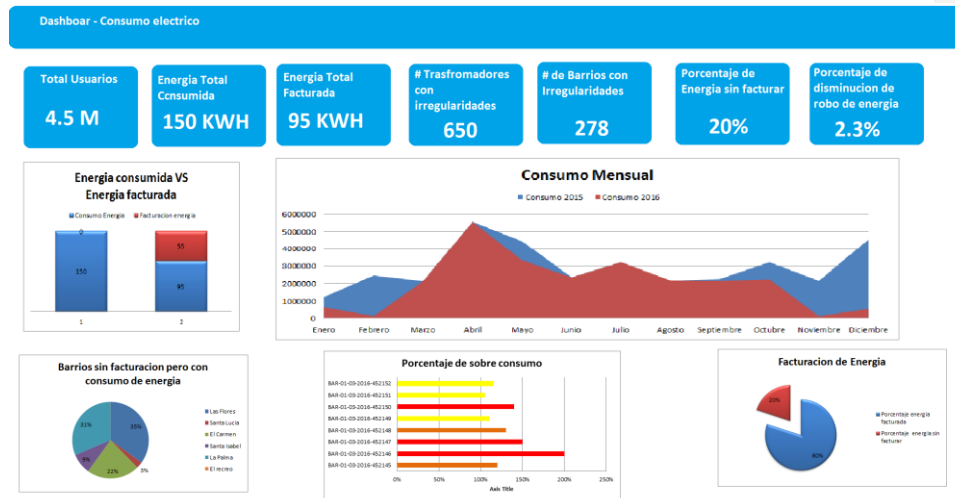 Dashboar - Consumo electrico
Total Usuarios
4.5 M
Energia Total
Ccnsumida
150 KWH
Energia Total
Facturada
95 KWH
# Trasfromadores
con
irregularidades
650
# de Barrios con
Irregularidades
278
Porcentaje de
Energia sin facturar
20%
Porcentaje de
disminucion de
robo de energia
2.3%
Energia consumida VS
Energia facturada
Consumo Energia
Facturacion energia
0
150
55
95
1
2
Consumo Mensual
Consumo 2015
Consumo 2016
6000000
5000000
4000000
3000000
2000000
1000000
0
Enero
Febrero
Marzo
Abril
Mayo
Junio
Julio
Agosto
Septiembre
Octubre
Noviembre
Diciembre
Barrios sin facturacion pero con
consumo de energia
31%
35%
9%
22%
3%
Las Flores
Santa Lucia
El Carmen
Santa Isabel
La Palma
El recreo
Porcentaje de sobre consumo
BAR-01-03-2016-452152
BAR-01-03-2016-452151
BAR-01-03-2016-452150
BAR-01-03-2016-452149
BAR-01-03-2016-452148
BAR-01-03-2016-452147
BAR-01-03-2016-452146
BAR-01-03-2016-452145
0%
50%
100%
150%
200%
250%
Axis Title
Facturacion de Energia
20%
80%
Porcentaje energia
facturada
Porcentaje energia sin
facturar